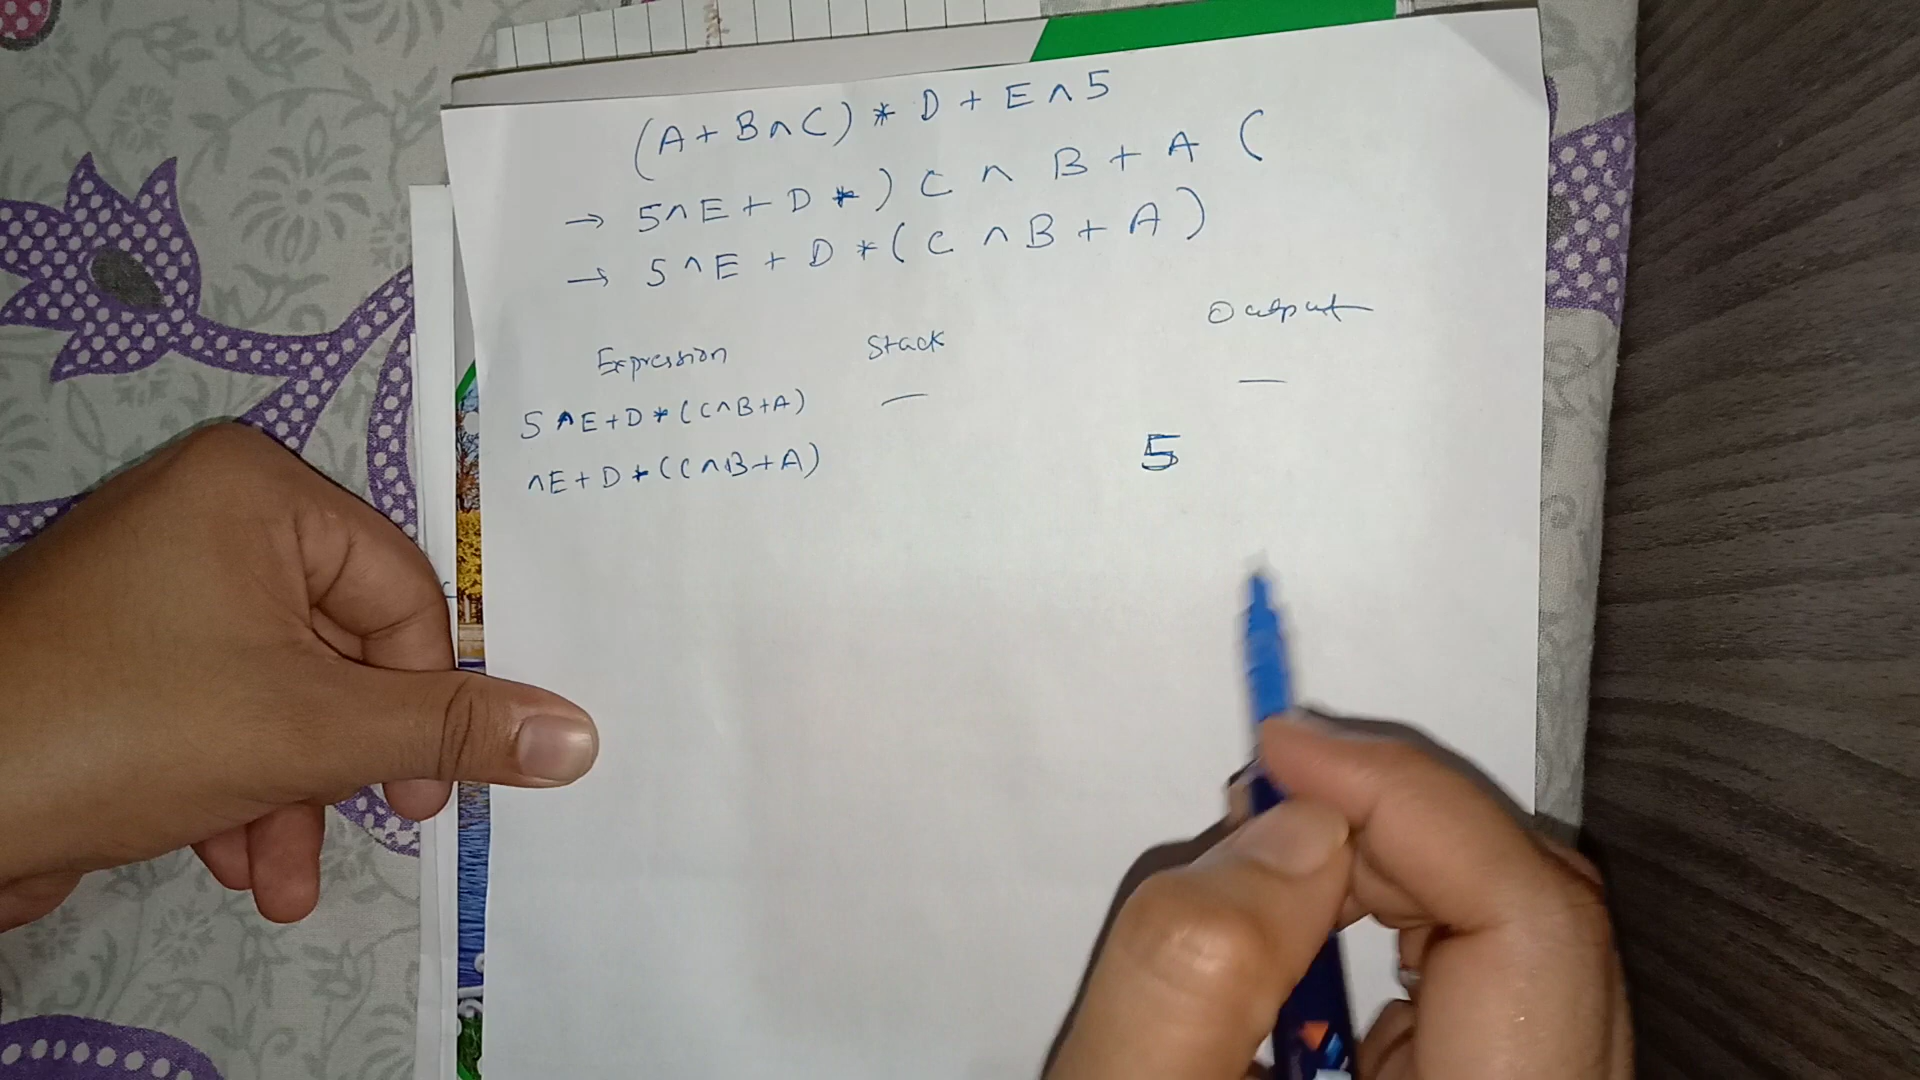 (A + B ^ C) * D + E ^ 5
→ 5 ^ E + D * ) C ^ B + A (
→ 5 ^ E + D * ( C ^ B + A )
Expression Stack Output
5 ^ E + D * ( C ^ B + A ) — —
^ E + D * ( C ^ B + A ) 5